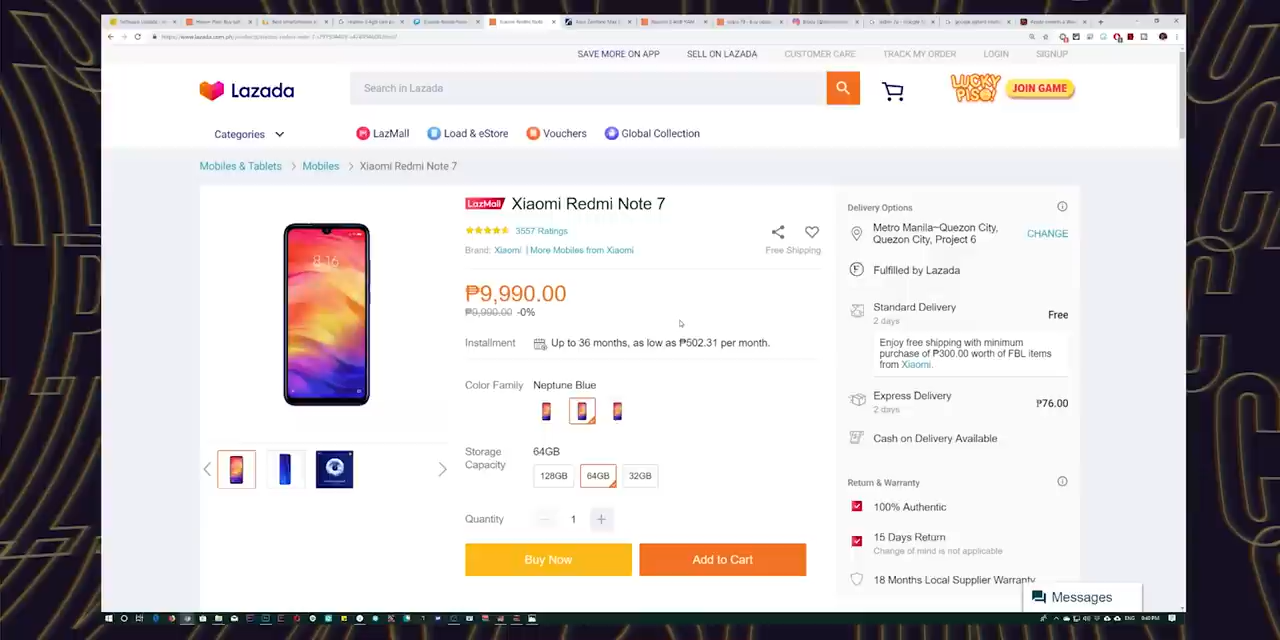 SAVE MORE ON APP SELL ON LAZADA CUSTOMER CARE TRACK MY ORDER LOGIN SIGNUP
Lazada
Search in Lazada
LUCKY PISO!
JOIN GAME
Categories LazMall Load & eStore Vouchers Global Collection
Mobiles & Tablets > Mobiles > Xiaomi Redmi Note 7
8:16
LazMall Xiaomi Redmi Note 7
3557 Ratings
Free Shipping
Brand: Xiaomi | More Mobiles from Xiaomi
₱9,990.00
₱9,990.00 -0%
Installment Up to 36 months, as low as ₱502.31 per month.
Color Family Neptune Blue
Storage Capacity 64GB
128GB 64GB 32GB
Quantity 1
Buy Now Add to Cart
Delivery Options
Metro Manila~Quezon City,
Quezon City, Project 6
CHANGE
Fulfilled by Lazada
Standard Delivery Free
2 days
Enjoy free shipping with minimum
purchase of ₱300.00 worth of FBL items
from Xiaomi.
Express Delivery ₱76.00
2 days
Cash on Delivery Available
Return & Warranty
100% Authentic
15 Days Return
Change of mind is not applicable
18 Months Local Supplier Warranty
Messages